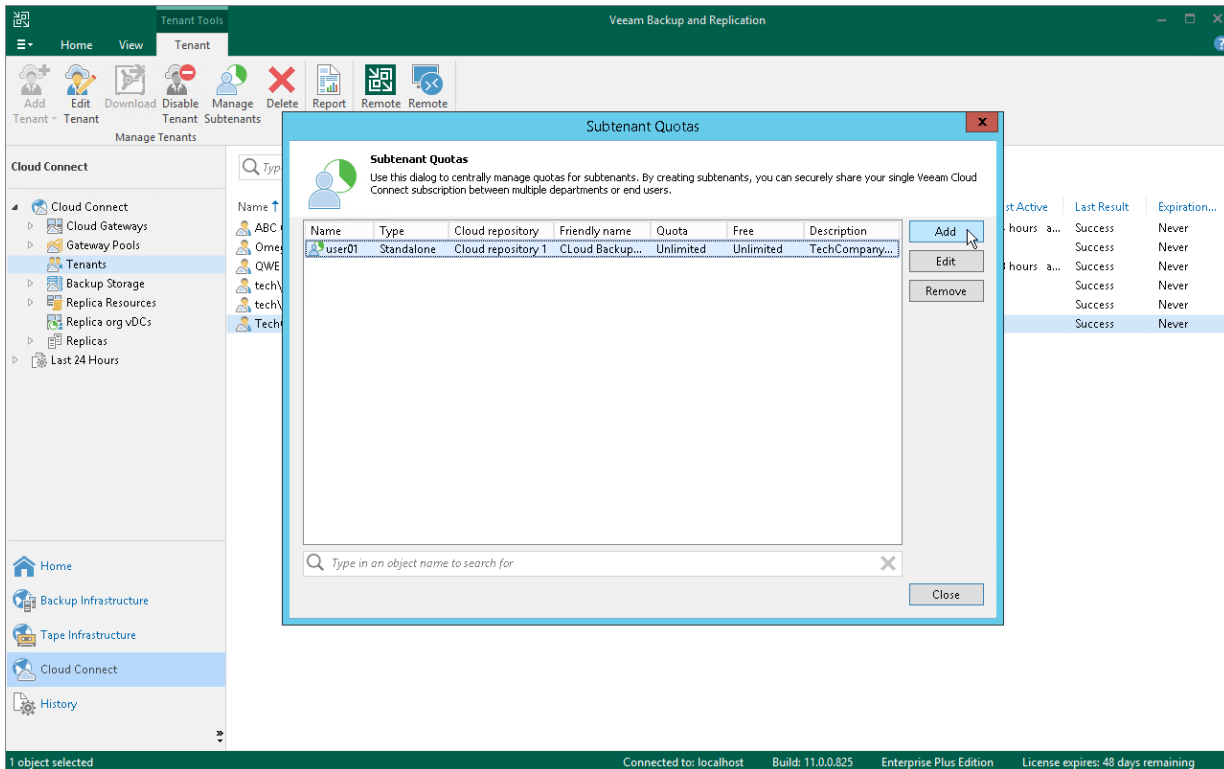 Tenant Tools
Veeam Backup and Replication
Home View Tenant
Add Tenant
Edit Tenant
Download
Disable Tenant
Manage Subtenants
Delete
Report
Remote
Remote
Manage Tenants
Subtenant Quotas
x
Subtenant Quotas
Use this dialog to centrally manage quotas for subtenants. By creating subtenants, you can securely share your single Veeam Cloud
Connect subscription between multiple departments or end users.
Name Type Cloud repository Friendly name Quota Free Description
user01 Standalone Cloud repository 1 CLoud Backup... Unlimited Unlimited TechCompany...
Add
Edit
Remove
Type in an object name to search for
Close
Cloud Connect
Cloud Connect
Cloud Gateways
Gateway Pools
Tenants
Backup Storage
Replica Resources
Replica org vDCs
Replicas
Last 24 Hours
Name Active Last Result Expiration...
ABC hours a... Success Never
Success Never
QWE hours a... Success Never
tech\ Success Never
tech\ Success Never
Success Never
Home
Backup Infrastructure
Tape Infrastructure
Cloud Connect
History
1 object selected
Connected to: localhost Build: 11.0.0.825 Enterprise Plus Edition License expires: 48 days remaining